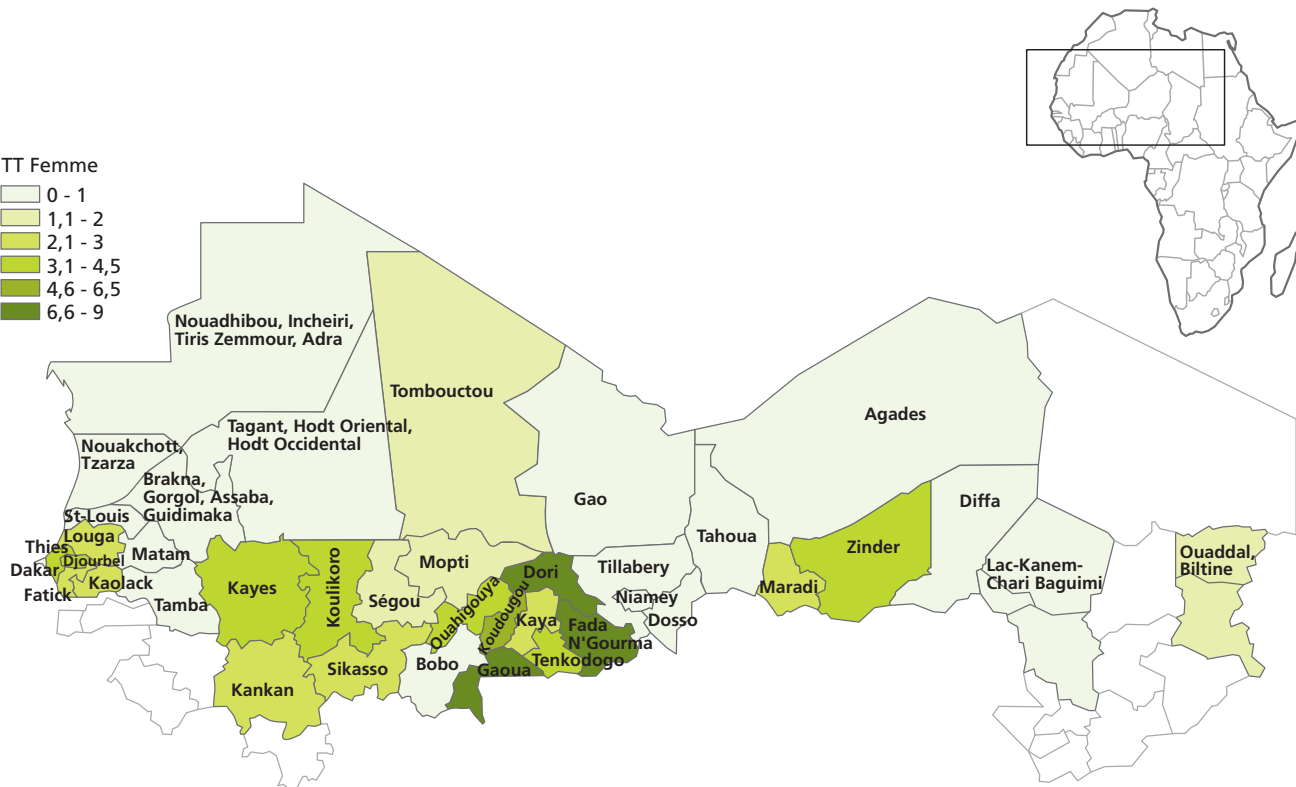 TT Femme
0 - 1
1,1 - 2
2,1 - 3
3,1 - 4,5
4,6 - 6,5
6,6 - 9
Nouadhibou, Incheiri,
Tiris Zemmour, Adra
Tombouctou
Agades
Tagant, Hodt Oriental,
Hodt Occidental
Nouakchott,
Tzarza
Brakna,
Gorgol, Assaba,
Guidimaka
Gao
Diffa
St-Louis
Louga
Thies
Djourbel
Dakar
Matam
Kaolack
Fatick
Tamba
Kayes
Koulikoro
Mopti
Ségou
Tahoua
Zinder
Maradi
Tillabery
Niamey
Dosso
Dori
Ouahigouya
Koudougou
Kaya
Fada
N'Gourma
Tenkodogo
Gaoua
Bobo
Sikasso
Kankan
Lac-Kanem-
Chari Baguimi
Ouaddal,
Biltine